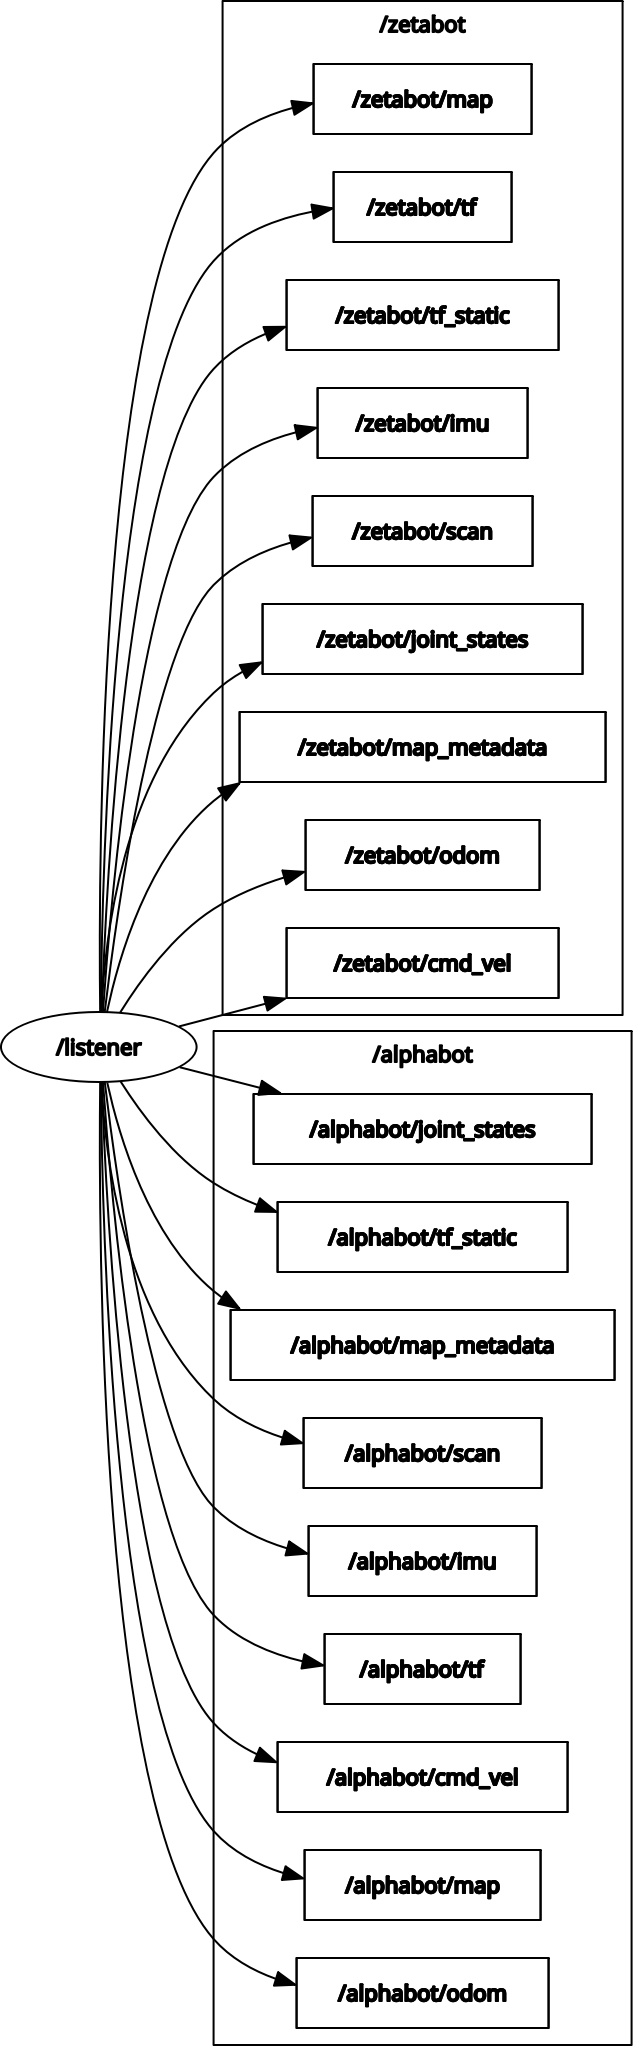 /zetabot
/zetabot/map
/zetabot/tf
/zetabot/tf_static
/zetabot/imu
/zetabot/scan
/zetabot/joint_states
/zetabot/map_metadata
/zetabot/odom
/zetabot/cmd_vel
/listener
/alphabot
/alphabot/joint_states
/alphabot/tf_static
/alphabot/map_metadata
/alphabot/scan
/alphabot/imu
/alphabot/tf
/alphabot/cmd_vel
/alphabot/map
/alphabot/odom